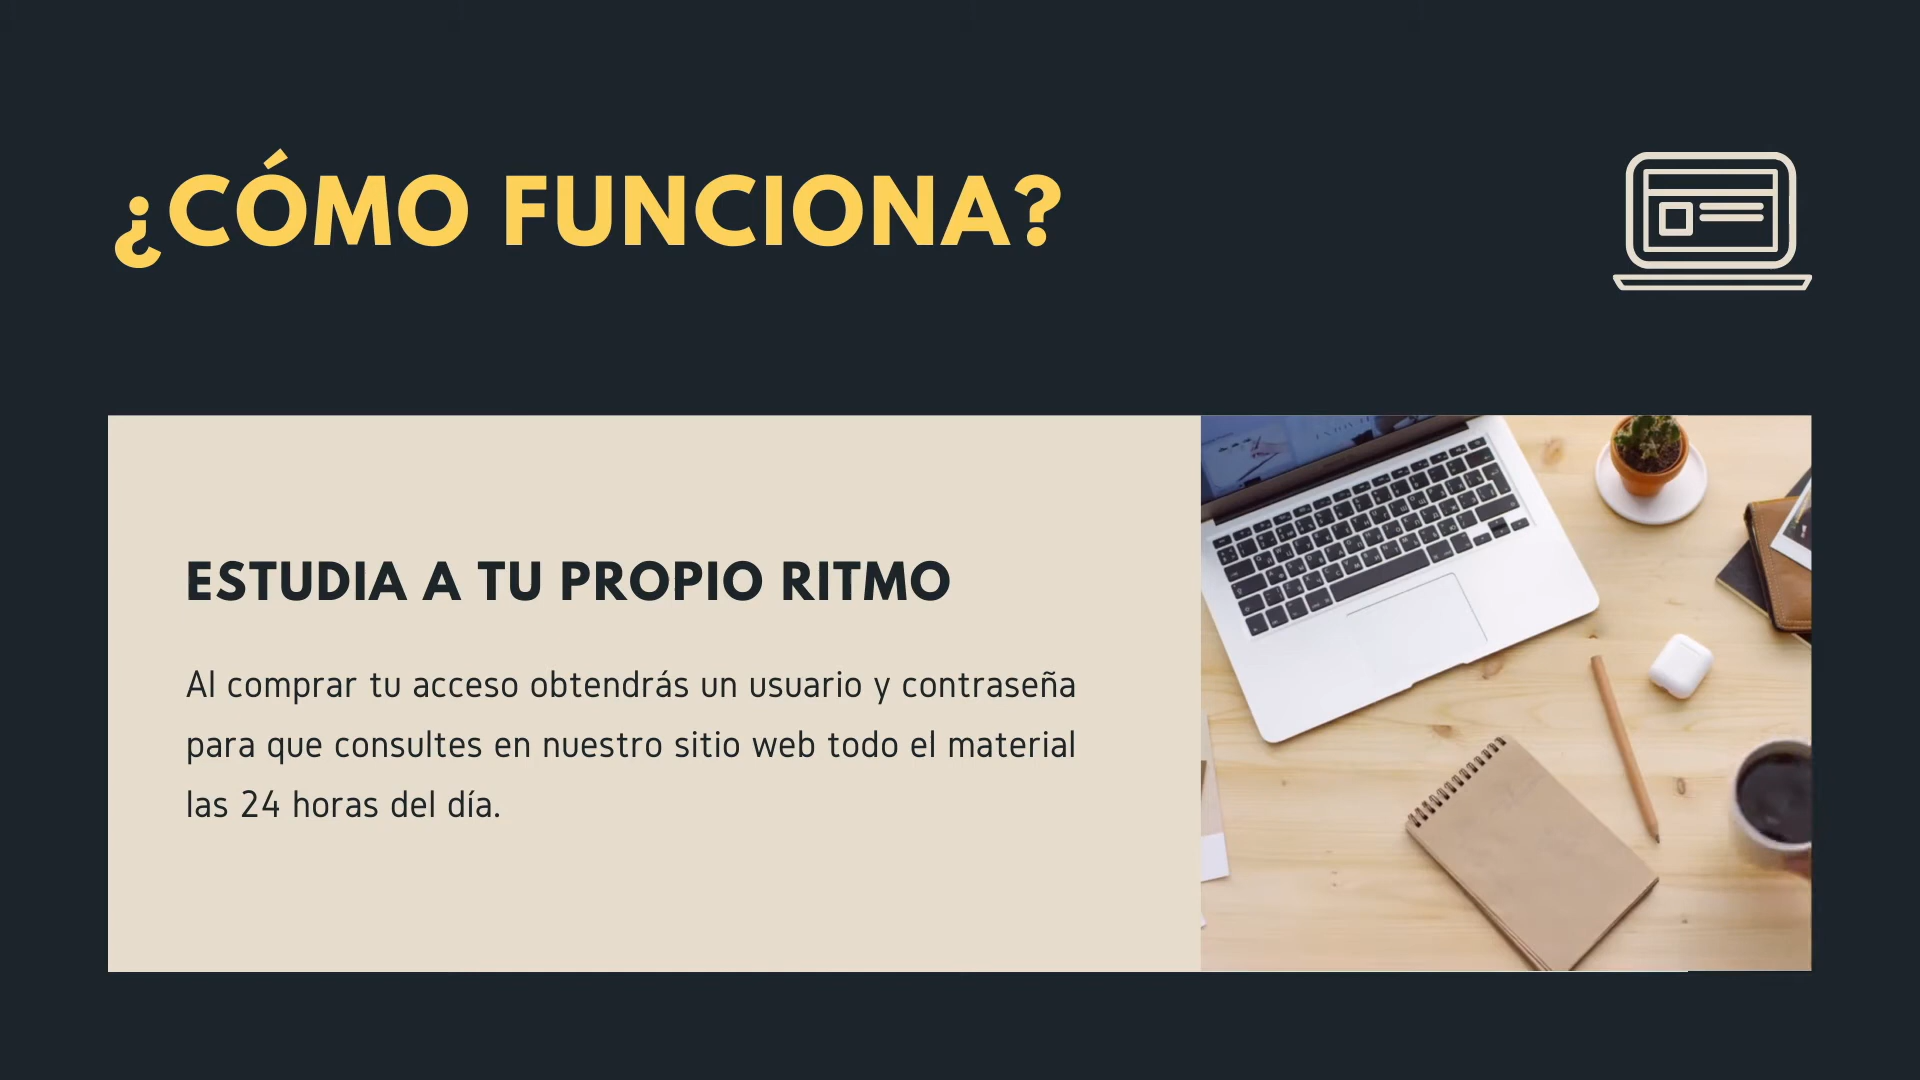 ¿CÓMO FUNCIONA?
ESTUDIA A TU PROPIO RITMO
Al comprar tu acceso obtendrás un usuario y contraseña
para que consultes en nuestro sitio web todo el material
las 24 horas del día.